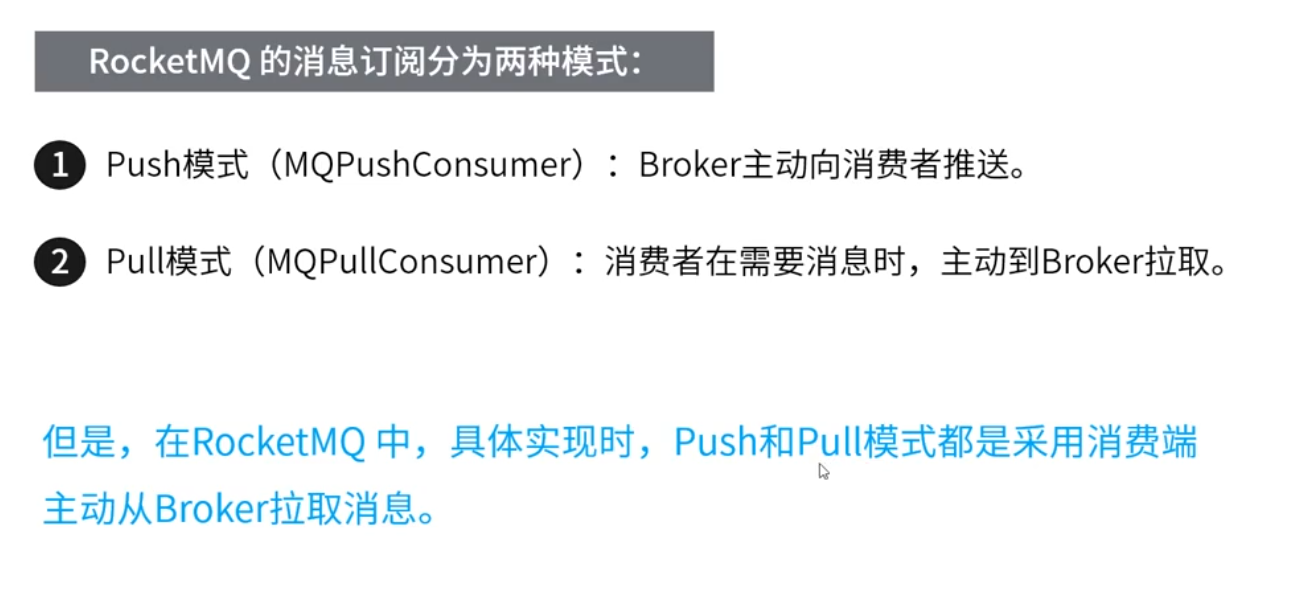 RocketMQ 的消息订阅分为两种模式：
1 Push模式（MQPushConsumer）：Broker主动向消费者推送。
2 Pull模式（MQPullConsumer）：消费者在需要消息时，主动到Broker拉取。
但是，在RocketMQ 中，具体实现时，Push和Pull模式都是采用消费端
主动从Broker拉取消息。